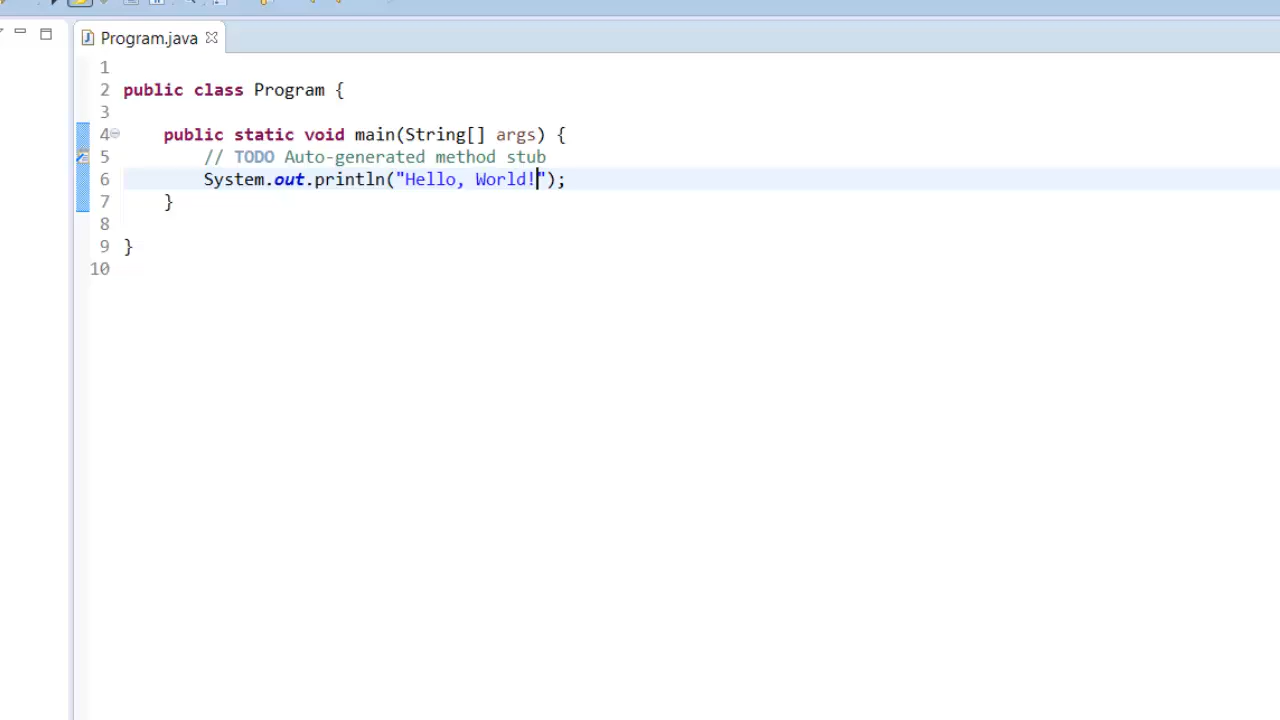 Program.java
1
2 public class Program {
3
4 public static void main(String[] args) {
5 // TODO Auto-generated method stub
6 System.out.println("Hello, World!");
7 }
8
9 }
10